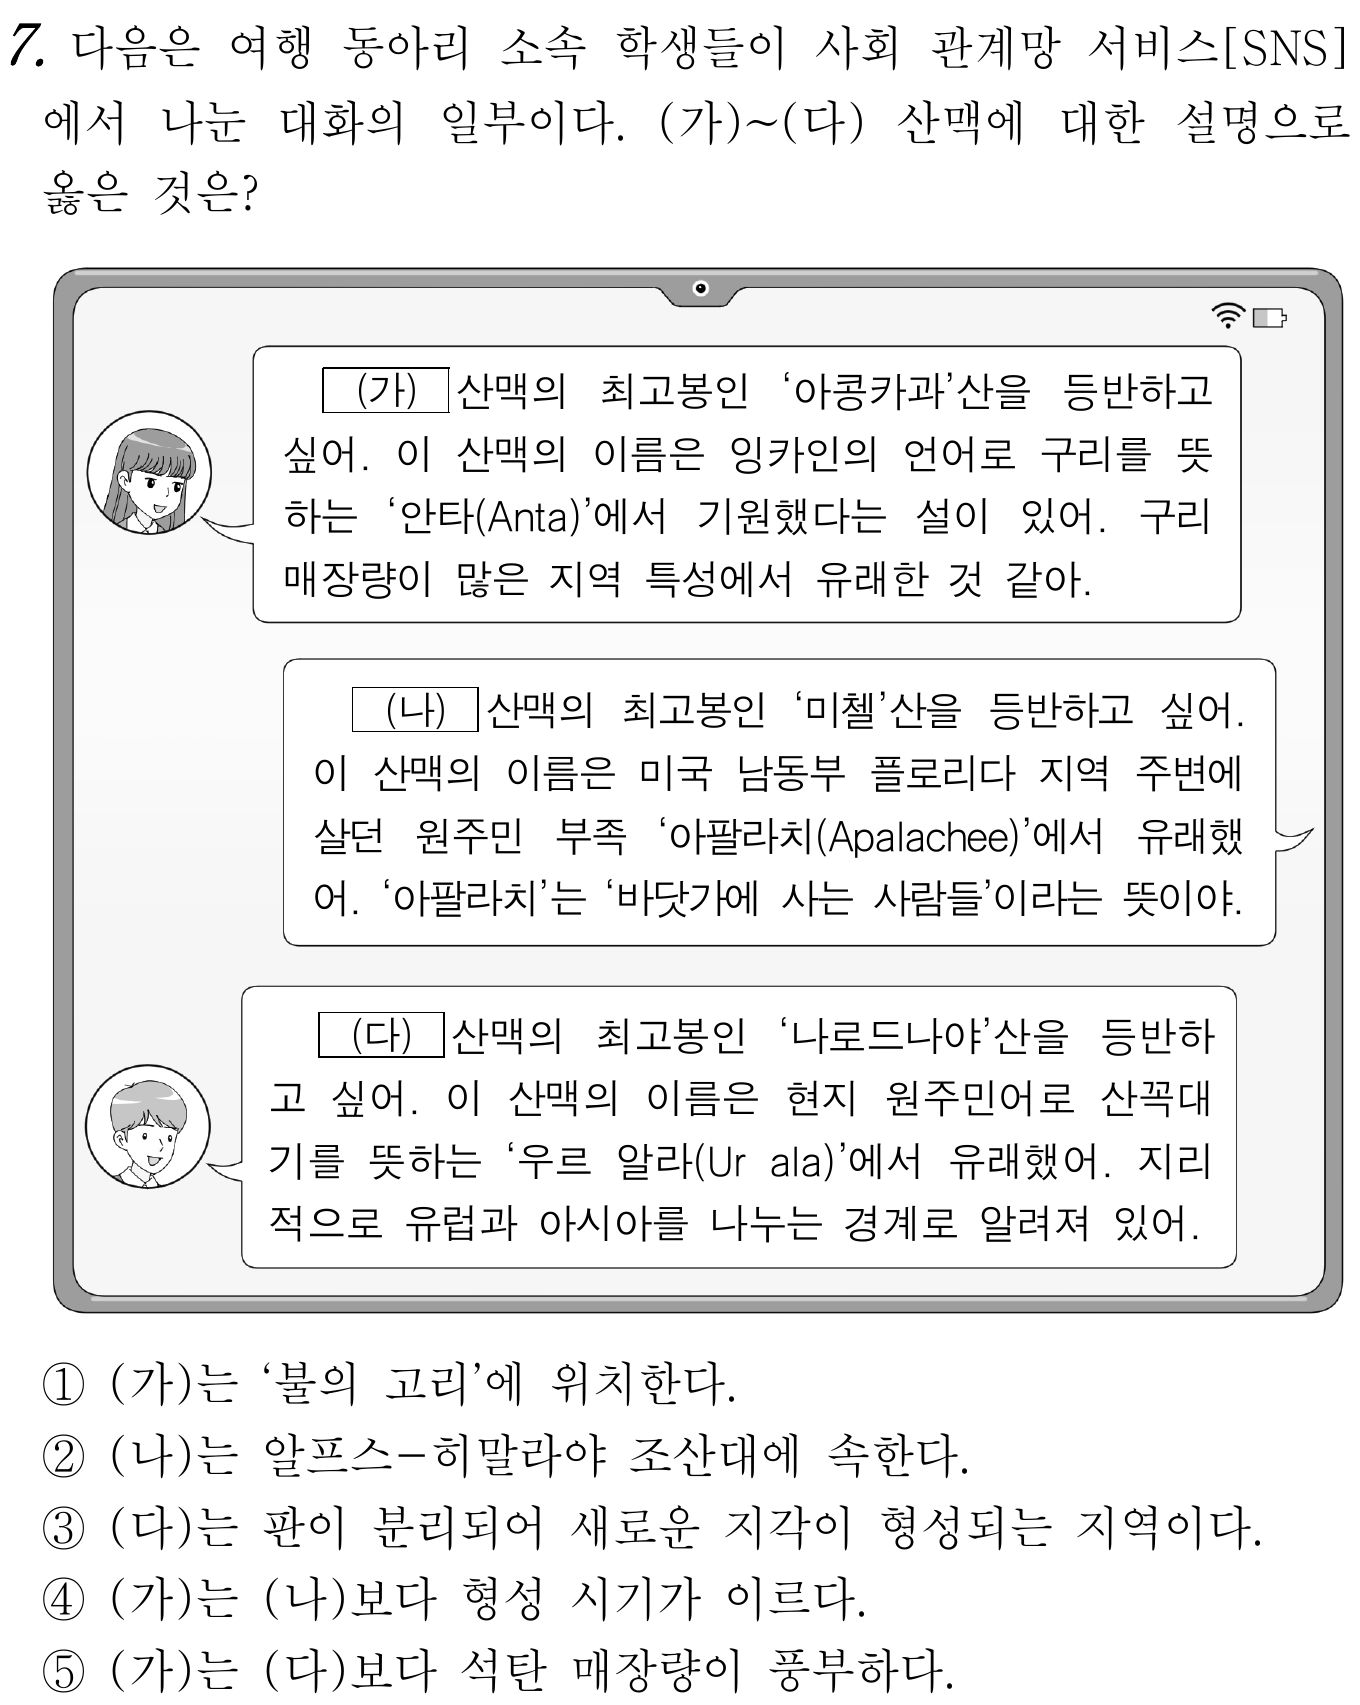 7. 다음은 여행 동아리 소속 학생들이 사회 관계망 서비스[SNS]
에서 나눈 대화의 일부이다. (가)~(다) 산맥에 대한 설명으로
옳은 것은?
(가) 산맥의 최고봉인 ‘아콩카과’산을 등반하고
싶어. 이 산맥의 이름은 잉카인의 언어로 구리를 뜻
하는 ‘안타(Anta)’에서 기원했다는 설이 있어. 구리
매장량이 많은 지역 특성에서 유래한 것 같아.
(나) 산맥의 최고봉인 ‘미첼’산을 등반하고 싶어.
이 산맥의 이름은 미국 남동부 플로리다 지역 주변에
살던 원주민 부족 ‘아팔라치(Apalachee)’에서 유래했
어. ‘아팔라치’는 ‘바닷가에 사는 사람들’이라는 뜻이야.
(다) 산맥의 최고봉인 ‘나로드나야’산을 등반하
고 싶어. 이 산맥의 이름은 현지 원주민어로 산꼭대
기를 뜻하는 ‘우르 알라(Ur ala)’에서 유래했어. 지리
적으로 유럽과 아시아를 나누는 경계로 알려져 있어.
① (가)는 ‘불의 고리’에 위치한다.
② (나)는 알프스-히말라야 조산대에 속한다.
③ (다)는 판이 분리되어 새로운 지각이 형성되는 지역이다.
④ (가)는 (나)보다 형성 시기가 이르다.
⑤ (가)는 (다)보다 석탄 매장량이 풍부하다.